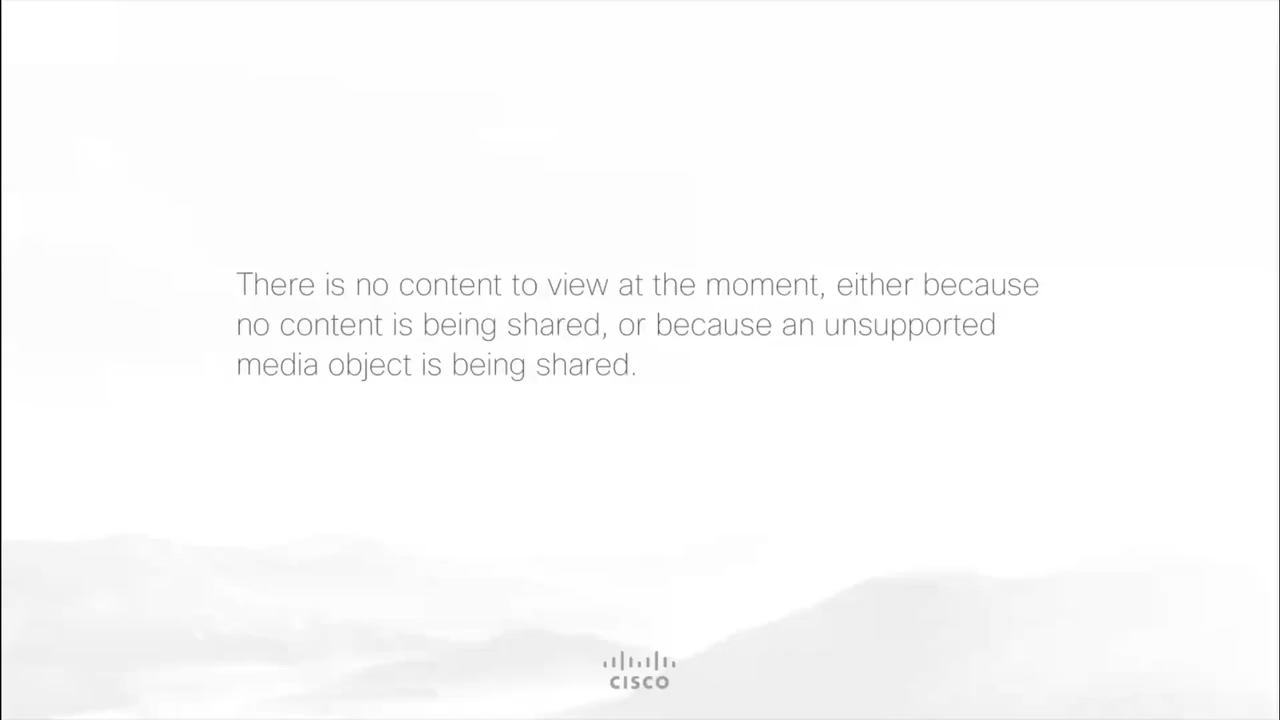 There is no content to view at the moment, either because
no content is being shared, or because an unsupported
media object is being shared.
CISCO